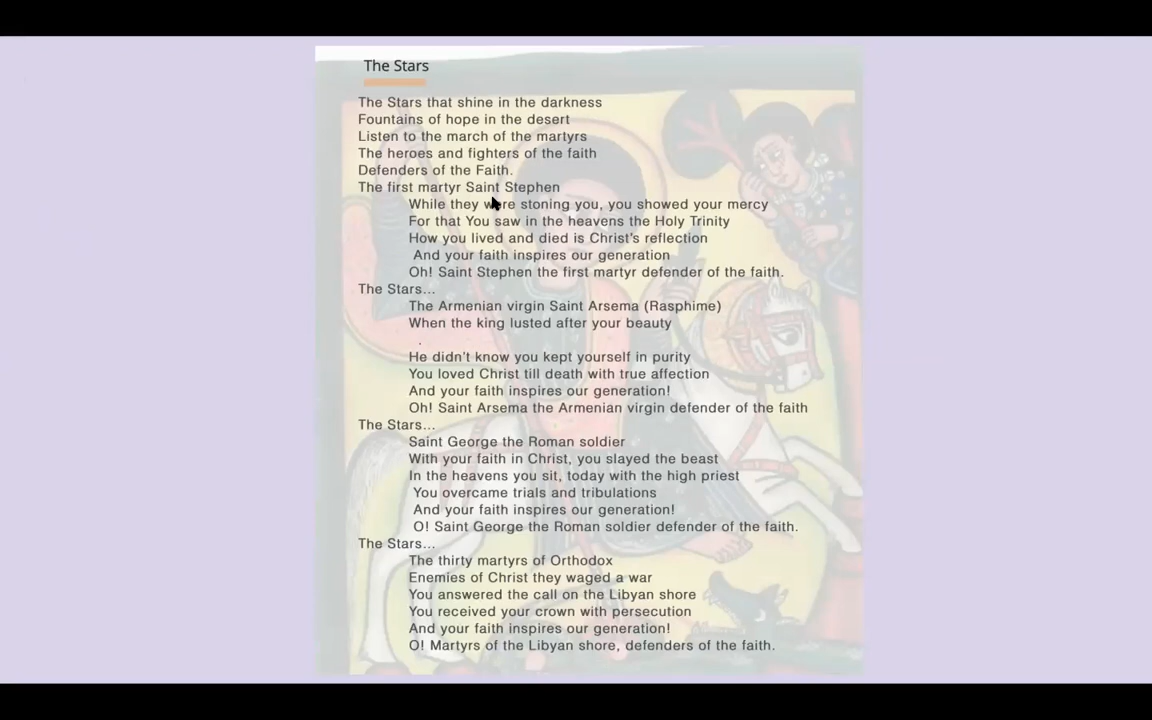 The Stars
The Stars that shine in the darkness
Fountains of hope in the desert
Listen to the march of the martyrs
The heroes and fighters of the faith
Defenders of the Faith.
The first martyr Saint Stephen
While they were stoning you, you showed your mercy
For that You saw in the heavens the Holy Trinity
How you lived and died is Christ's reflection
And your faith inspires our generation
Oh! Saint Stephen the first martyr defender of the faith.
The Stars...
The Armenian virgin Saint Arsema (Rasphime)
When the king lusted after your beauty
.
He didn't know you kept yourself in purity
You loved Christ till death with true affection
And your faith inspires our generation!
Oh! Saint Arsema the Armenian virgin defender of the faith
The Stars...
Saint George the Roman soldier
With your faith in Christ, you slayed the beast
In the heavens you sit, today with the high priest
You overcame trials and tribulations
And your faith inspires our generation!
O! Saint George the Roman soldier defender of the faith.
The Stars...
The thirty martyrs of Orthodox
Enemies of Christ they waged a war
You answered the call on the Libyan shore
You received your crown with persecution
And your faith inspires our generation!
O! Martyrs of the Libyan shore, defenders of the faith.